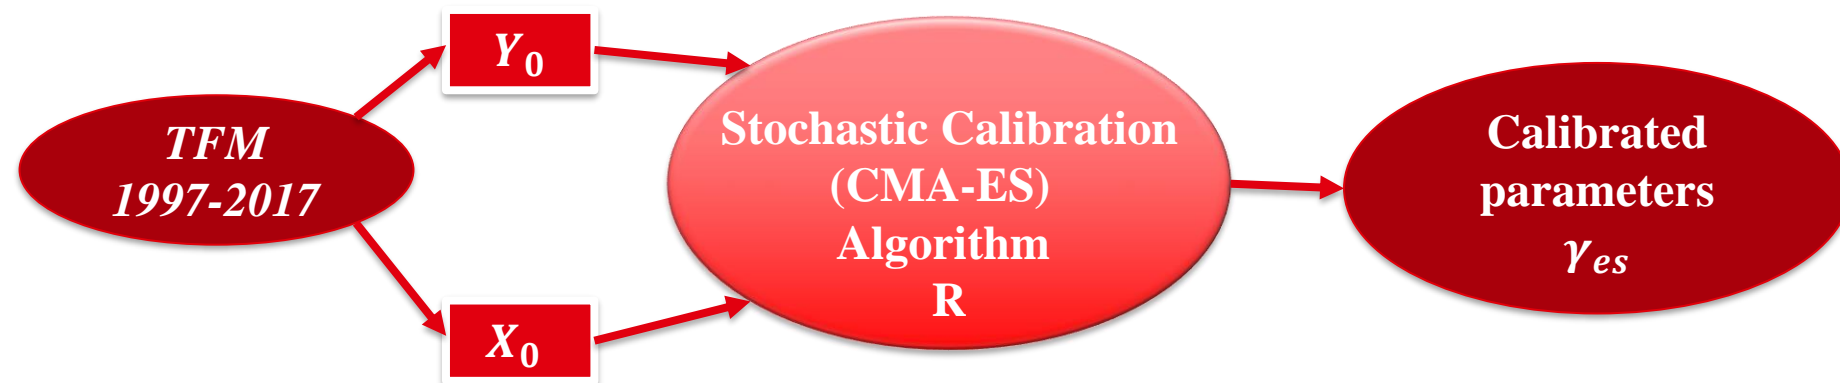 TFM
1997-2017
Y₀
X₀
Stochastic Calibration
(CMA-ES)
Algorithm
R
Calibrated
parameters
γₑₛ